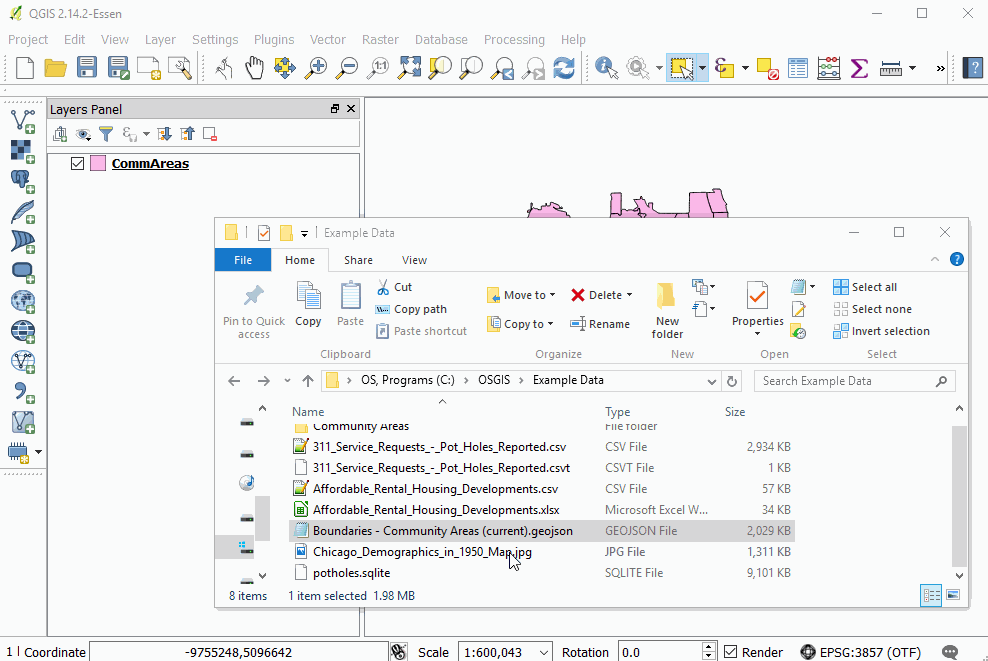 QGIS 2.14.2-Essen
Project Edit View Layer Settings Plugins Vector Raster Database Processing Help
Layers Panel
CommAreas
Example Data
File Home Share View
Pin to Quick access
Copy
Paste
Cut
Copy path
Paste shortcut
Clipboard
Move to
Copy to
Delete
Rename
Organize
New folder
New
Properties
Open
Select all
Select none
Invert selection
Select
OS, Programs (C:) OSGIS Example Data
Search Example Data
Name Type Size
Community Areas File folder
311_Service_Requests_-_Pot_Holes_Reported.csv CSV File 2,934 KB
311_Service_Requests_-_Pot_Holes_Reported.csvt CSVT File 1 KB
Affordable_Rental_Housing_Developments.csv CSV File 57 KB
Affordable_Rental_Housing_Developments.xlsx Microsoft Excel W... 34 KB
Boundaries - Community Areas (current).geojson GEOJSON File 2,029 KB
Chicago_Demographics_in_1950_Map.jpg JPG File 1,311 KB
potholes.sqlite SQLITE File 9,101 KB
8 items 1 item selected 1.98 MB
1 Coordinate -9755248,5096642 Scale 1:600,043 Rotation 0.0 Render EPSG:3857 (OTF)